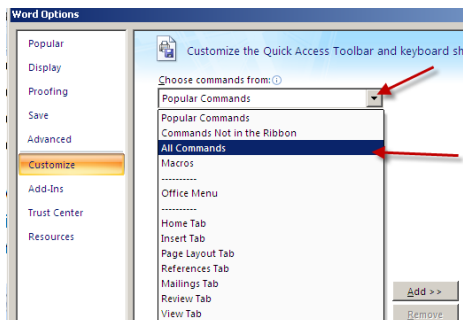 Word Options
Popular
Display
Proofing
Save
Advanced
Customize
Add-Ins
Trust Center
Resources
Customize the Quick Access Toolbar and keyboard sh
Choose commands from:
Popular Commands
Popular Commands
Commands Not in the Ribbon
All Commands
Macros
----------
Office Menu
----------
Home Tab
Insert Tab
Page Layout Tab
References Tab
Mailings Tab
Review Tab
View Tab
Add >>
Remove